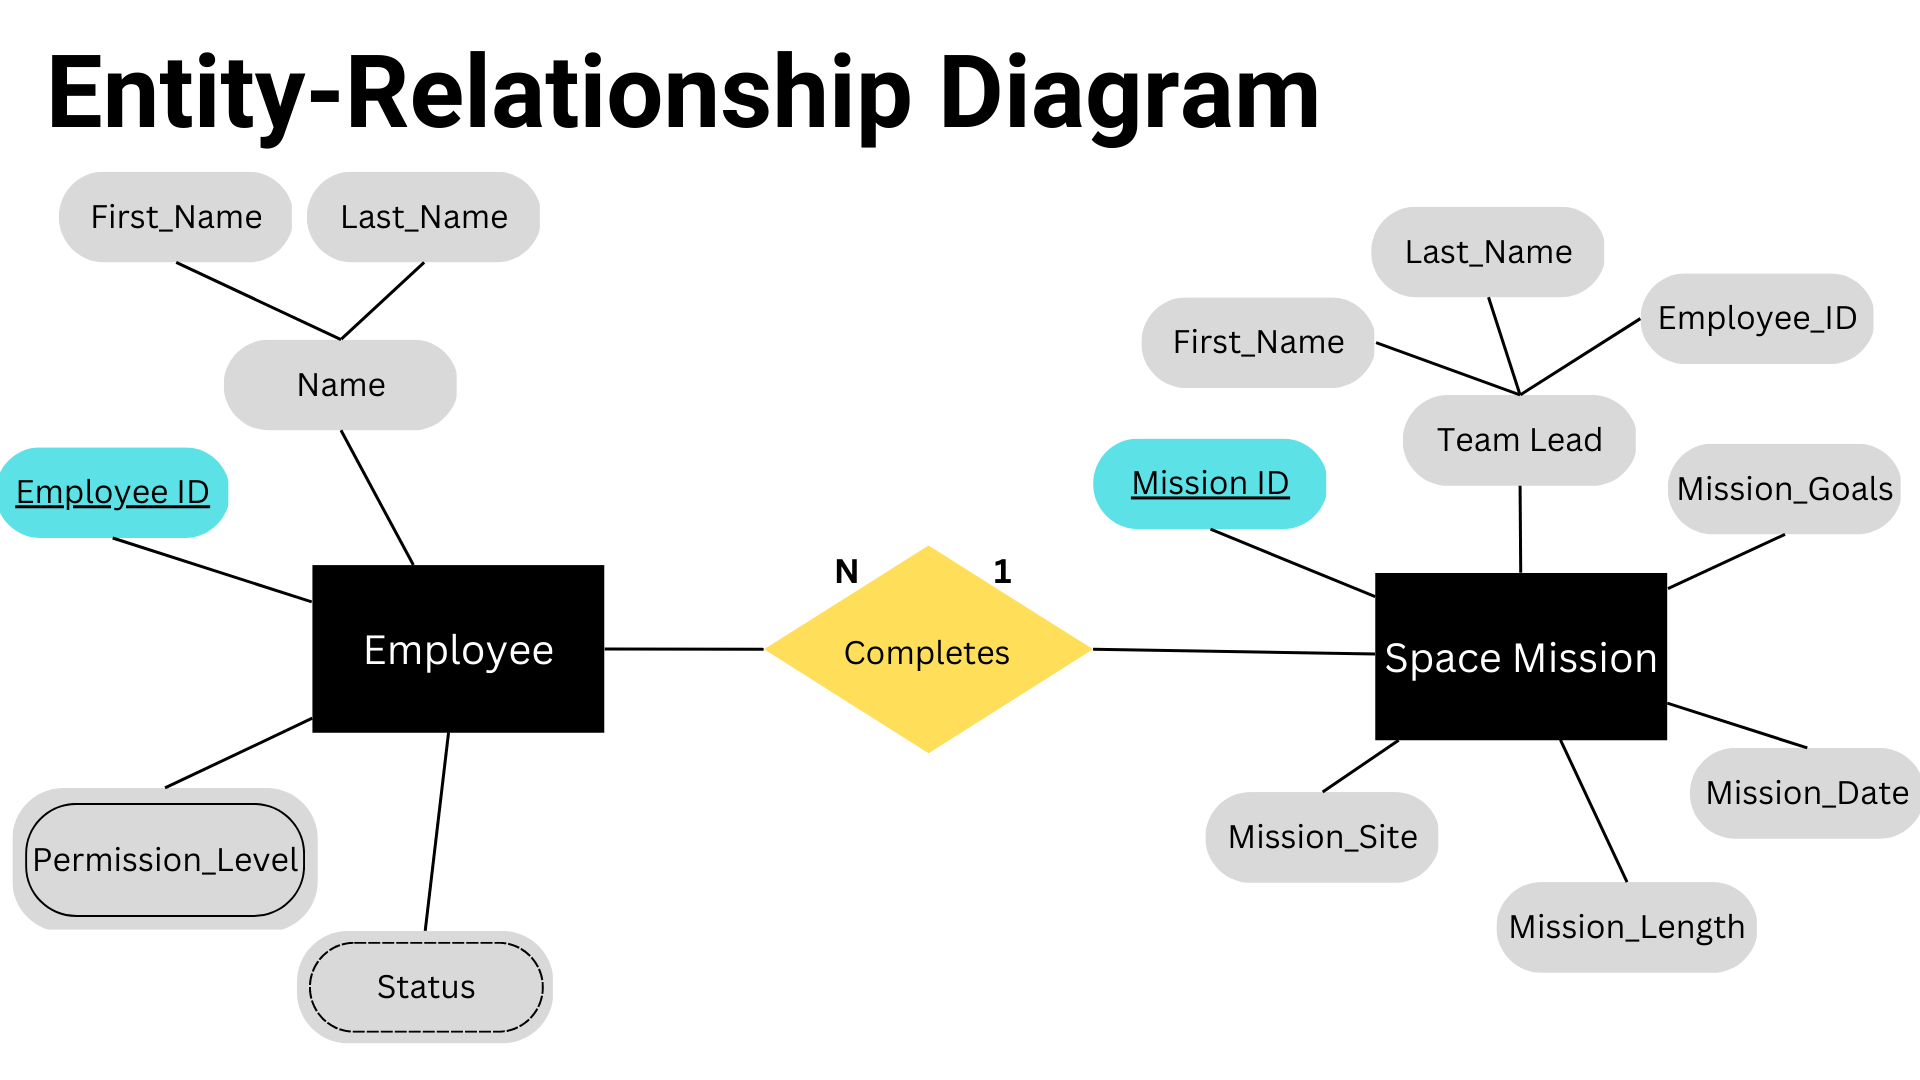 Entity-Relationship Diagram
First_Name
Last_Name
Name
Employee ID
Employee
Permission_Level
Status
N
1
Completes
Last_Name
First_Name
Employee_ID
Team Lead
Mission ID
Mission_Goals
Space Mission
Mission_Date
Mission_Site
Mission_Length